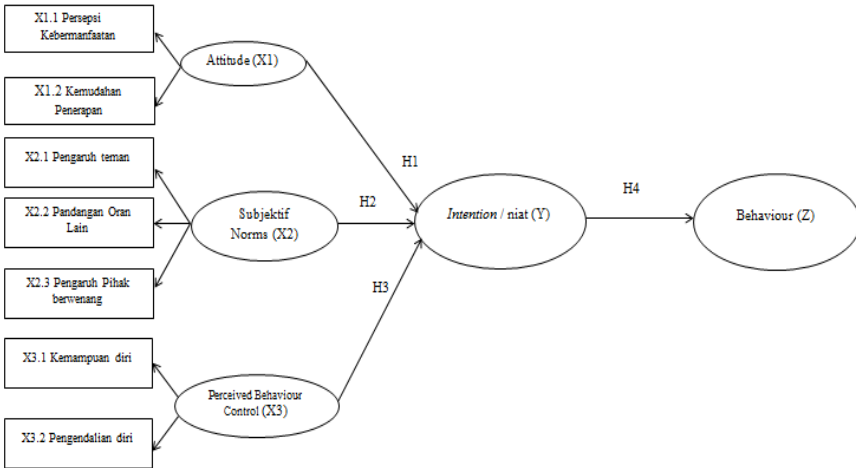 X1.1 Persepsi
Kebermanfaatan
Attitude (X1)
X1.2 Kemudahan
Penerapan
H1
X2.1 Pengaruh teman
X2.2 Pandangan Oran
Lain
Subjektif
Norms (X2)
H2
Intention / niat (Y)
H4
Behaviour (Z)
X2.3 Pengaruh Pihak
berwenang
H3
X3.1 Kemampuan diri
Perceived Behaviour
Control (X3)
X3.2 Pengendalian diri